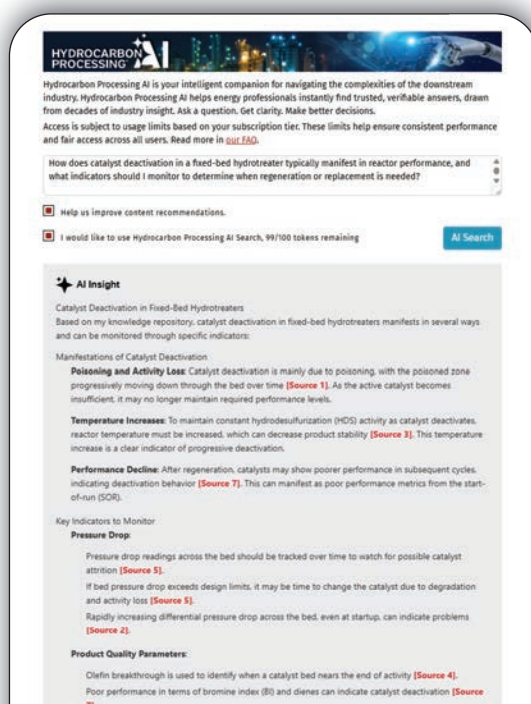 HYDROCARBON
PROCESSING AI
Hydrocarbon Processing AI is your intelligent companion for navigating the complexities of the downstream
industry. Hydrocarbon Processing AI helps energy professionals instantly find trusted, verifiable answers, drawn
from decades of industry insight. Ask a question. Get clarity. Make better decisions.
Access is subject to usage limits based on your subscription tier. These limits help ensure consistent performance
and fair access across all users. Read more in our FAQ.
How does catalyst deactivation in a fixed-bed hydrotreater typically manifest in reactor performance, and
what indicators should I monitor to determine when regeneration or replacement is needed?
Help us improve content recommendations.
I would like to use Hydrocarbon Processing AI Search, 99/100 tokens remaining
AI Search
AI Insight
Catalyst Deactivation in Fixed-Bed Hydrotreaters
Based on my knowledge repository, catalyst deactivation in fixed-bed hydrotreaters manifests in several ways
and can be monitored through specific indicators:
Manifestations of Catalyst Deactivation
Poisoning and Activity Loss: Catalyst deactivation is mainly due to poisoning, with the poisoned zone
progressively moving down through the bed over time [Source 1]. As the active catalyst becomes
insufficient, it may no longer maintain required performance levels.
Temperature Increases: To maintain constant hydrodesulfurization (HDS) activity as catalyst deactivates,
reactor temperature must be increased, which can decrease product stability [Source 3]. This temperature
increase is a clear indicator of progressive deactivation.
Performance Decline: After regeneration, catalysts may show poorer performance in subsequent cycles,
indicating deactivation behavior [Source 7]. This can manifest as poor performance metrics from the start-
of-run (SOR).
Key Indicators to Monitor
Pressure Drop:
Pressure drop readings across the bed should be tracked over time to watch for possible catalyst
attrition [Source 5].
If bed pressure drop exceeds design limits, it may be time to change the catalyst due to degradation
and activity loss [Source 5].
Rapidly increasing differential pressure drop across the bed, even at startup, can indicate problems
[Source 2].
Product Quality Parameters:
Olefin breakthrough is used to identify when a catalyst bed nears the end of activity [Source 4].
Poor performance in terms of bromine index (BI) and dienes can indicate catalyst deactivation [Source